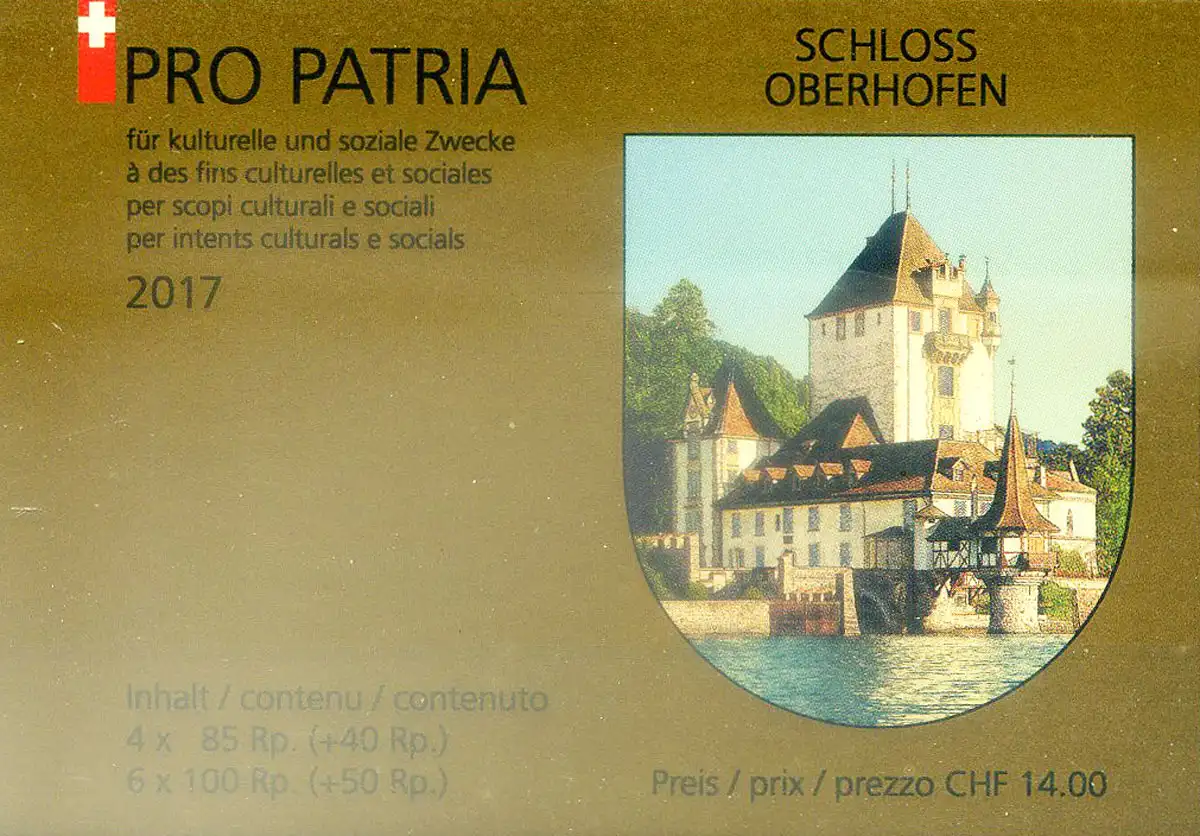 PRO PATRIA
für kulturelle und soziale Zwecke
à des fins culturelles et sociales
per scopi culturali e sociali
per intents culturals e socials
2017
SCHLOSS
OBERHOFEN
Inhalt / contenu / contenuto
4 x 85 Rp. (+40 Rp.)
6 x 100 Rp. (+50 Rp.)
Preis / prix / prezzo CHF 14.00